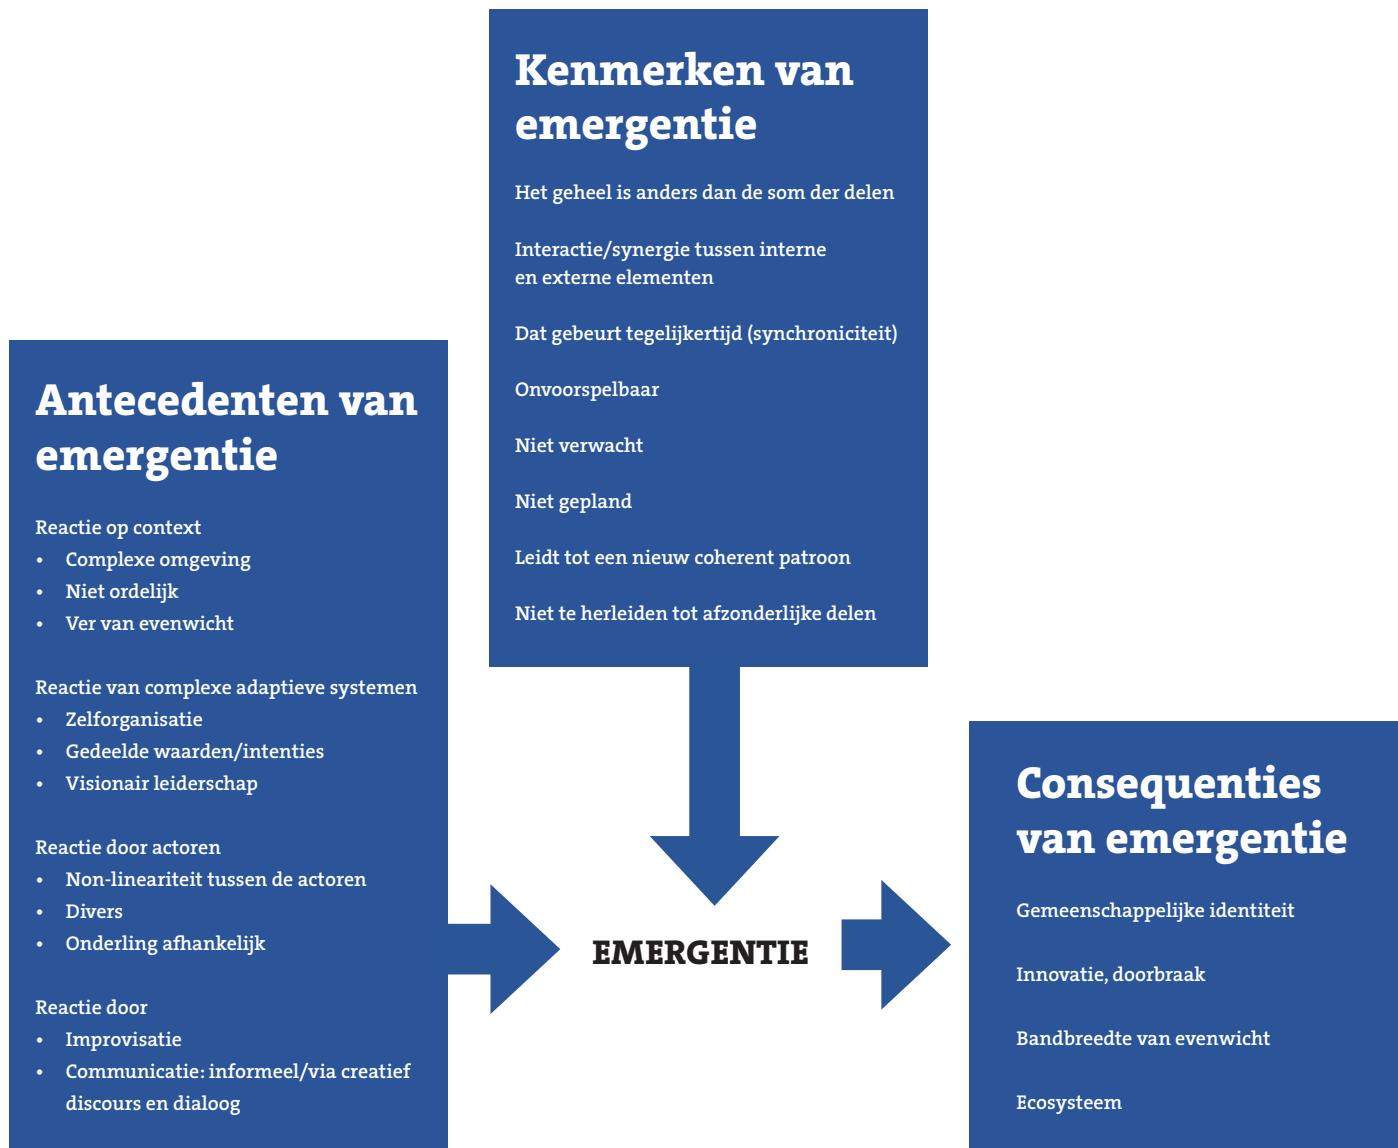 Kenmerken van
emergentie
Het geheel is anders dan de som der delen
Interactie/synergie tussen interne
en externe elementen
Dat gebeurt tegelijkertijd (synchroniciteit)
Onvoorspelbaar
Niet verwacht
Niet gepland
Leidt tot een nieuw coherent patroon
Niet te herleiden tot afzonderlijke delen
Antecedenten van
emergentie
Reactie op context
• Complexe omgeving
• Niet ordelijk
• Ver van evenwicht
Reactie van complexe adaptieve systemen
• Zelforganisatie
• Gedeelde waarden/intenties
• Visionair leiderschap
Reactie door actoren
• Non-lineariteit tussen de actoren
• Divers
• Onderling afhankelijk
Reactie door
• Improvisatie
• Communicatie: informeel/via creatief
discours en dialoog
EMERGENTIE
Consequenties
van emergentie
Gemeenschappelijke identiteit
Innovatie, doorbraak
Bandbreedte van evenwicht
Ecosysteem